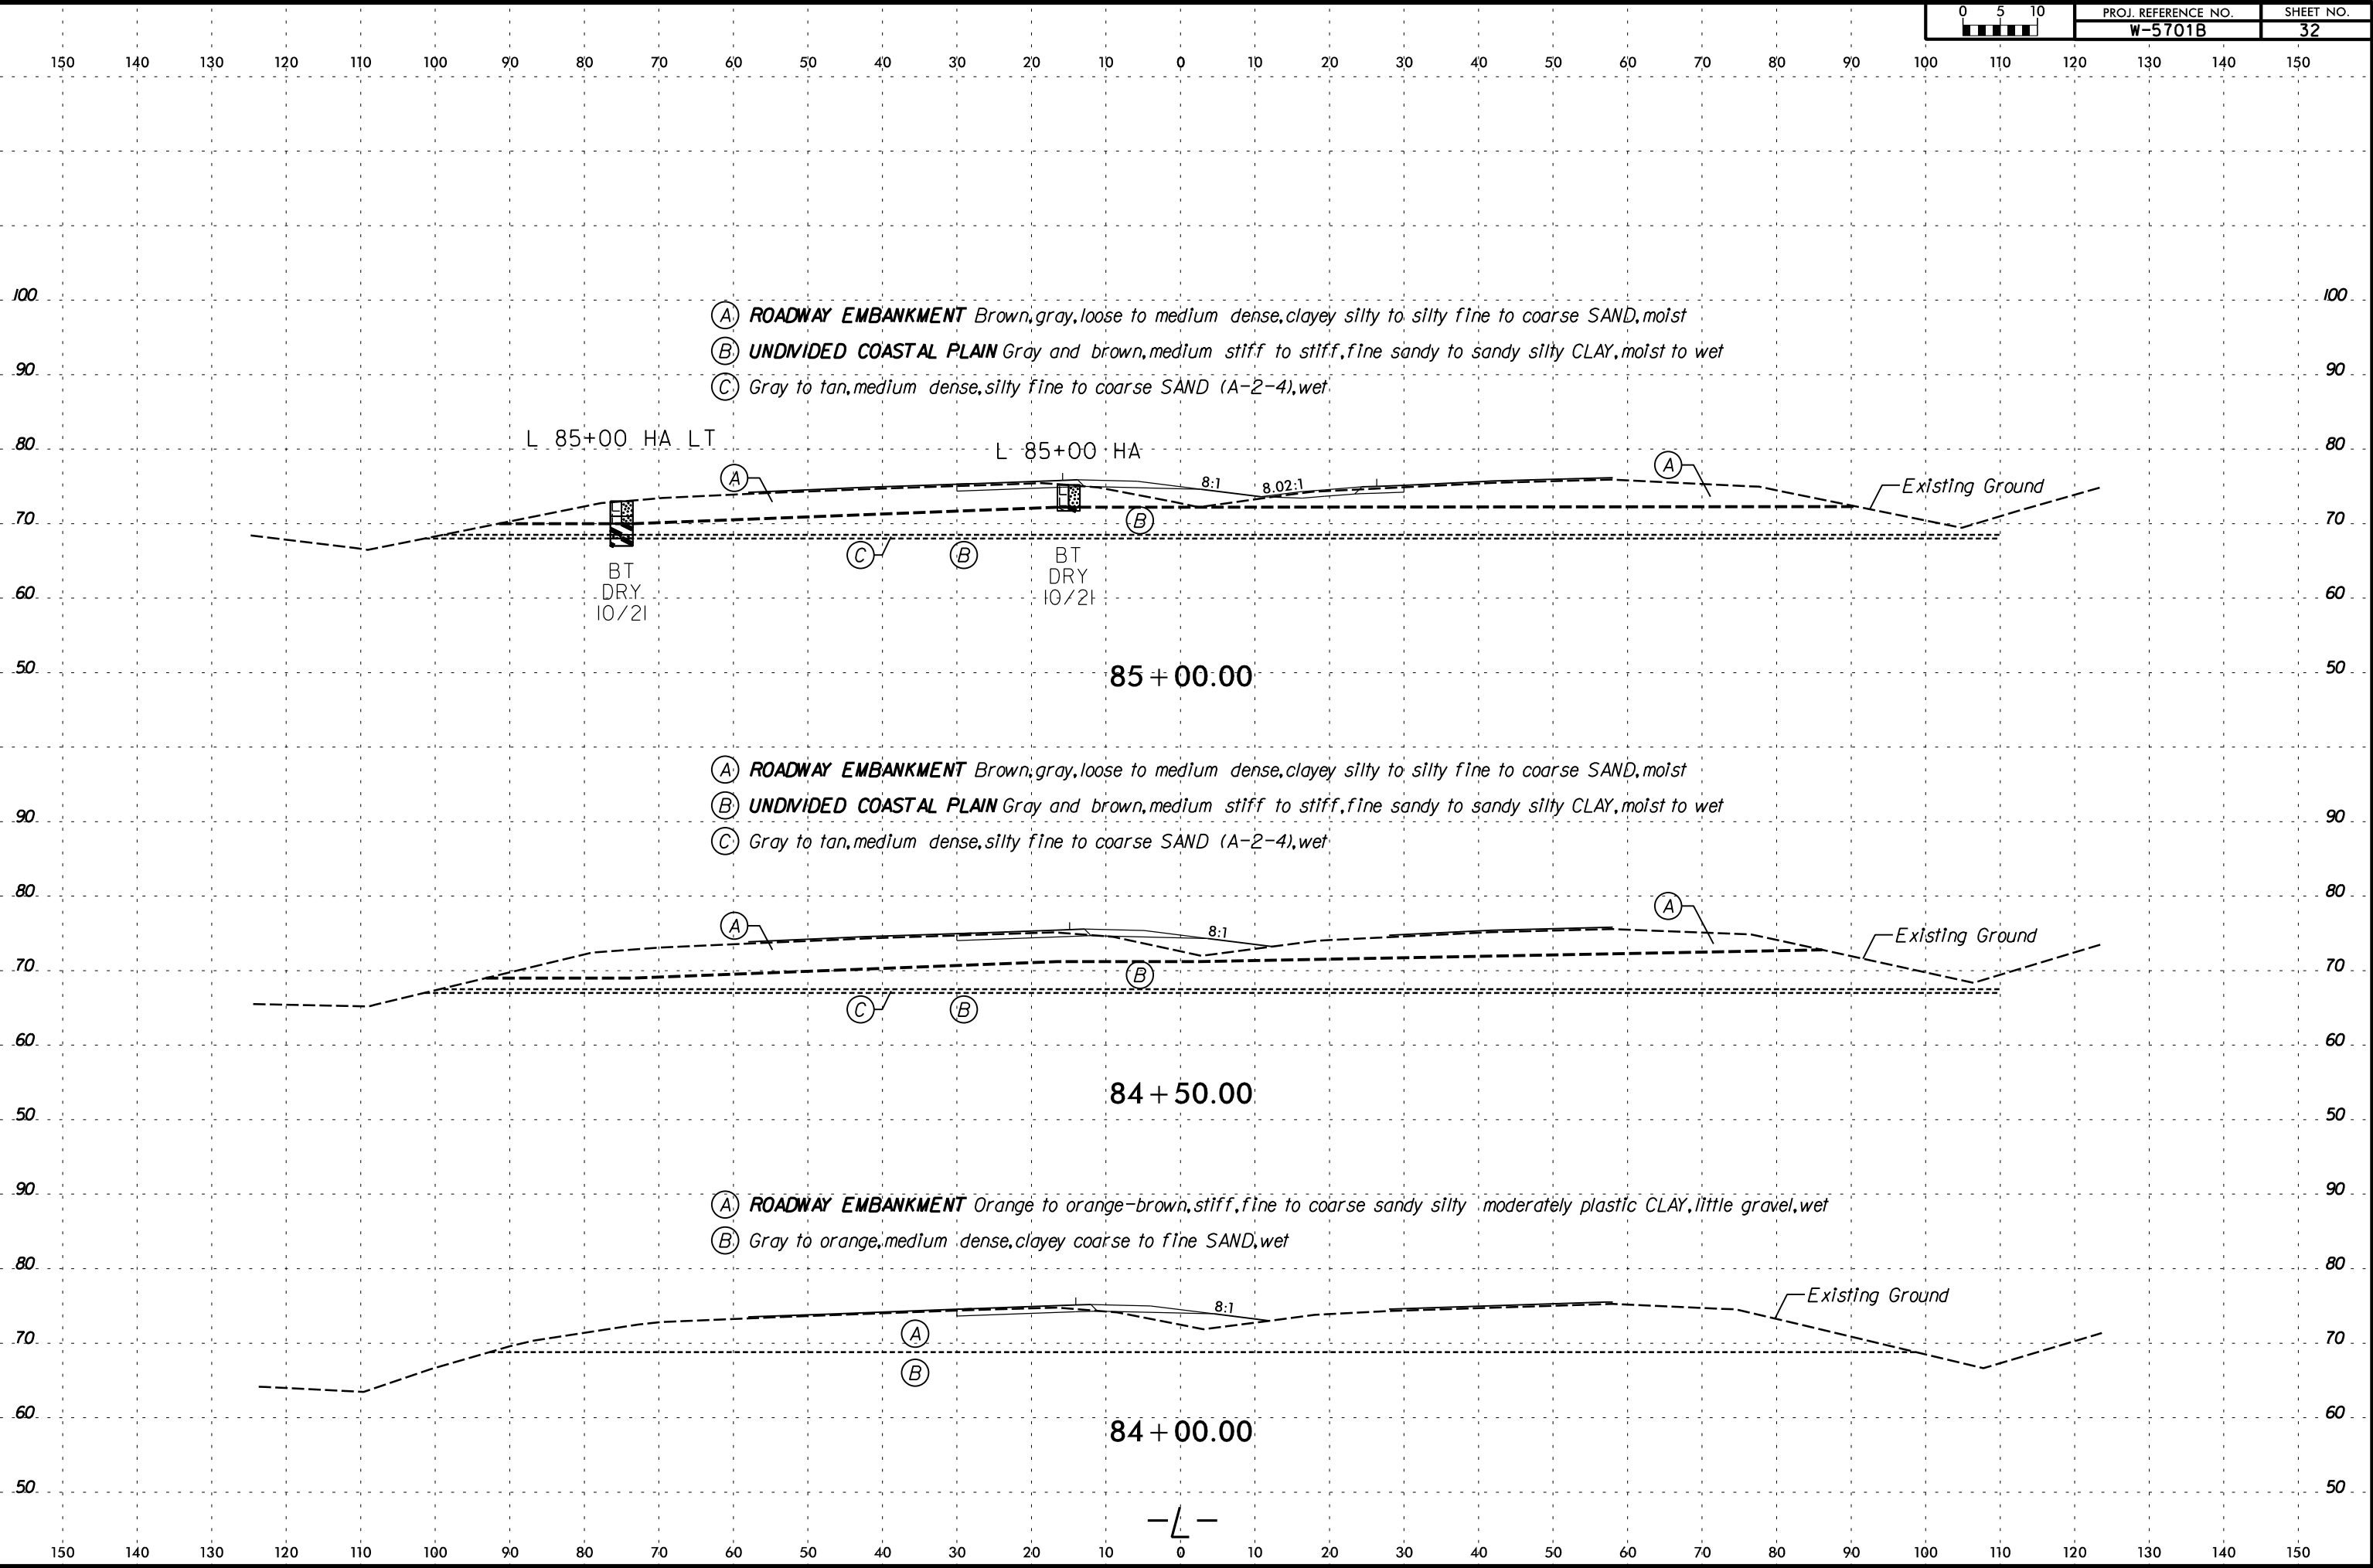 0 5 10
PROJ. REFERENCE NO. SHEET NO.
W-5701B 32
150 140 130 120 110 100 90 80 70 60 50 40 30 20 10 0 10 20 30 40 50 60 70 80 90 100 110 120 130 140 150
100 100
(A) ROADWAY EMBANKMENT Brown,gray,loose to medium dense,clayey silty to silty fine to coarse SAND,moist
(B) UNDIVIDED COASTAL PLAIN Gray and brown,medium stiff to stiff,fine sandy to sandy silty CLAY,moist to wet
90 90
(C) Gray to tan,medium dense,silty fine to coarse SAND (A-2-4),wet
L 85+00 HA LT
80 80
L 85+00 HA
A A
8:1 8.02:1
Existing Ground
70 70
B
C B
BT
DRY
10/21
BT
DRY
10/21
60 60
50 50
85+00.00
(A) ROADWAY EMBANKMENT Brown,gray,loose to medium dense,clayey silty to silty fine to coarse SAND,moist
(B) UNDIVIDED COASTAL PLAIN Gray and brown,medium stiff to stiff,fine sandy to sandy silty CLAY,moist to wet
90 90
(C) Gray to tan,medium dense,silty fine to coarse SAND (A-2-4),wet
80 80
A A
8:1
Existing Ground
70 70
B
C B
60 60
84+50.00
50 50
90 90
(A) ROADWAY EMBANKMENT Orange to orange-brown,stiff,fine to coarse sandy silty moderately plastic CLAY,little gravel,wet
(B) Gray to orange,medium dense,clayey coarse to fine SAND,wet
80 80
Existing Ground
8:1
A
70 70
B
60 60
84+00.00
50 50
-L-
150 140 130 120 110 100 90 80 70 60 50 40 30 20 10 0 10 20 30 40 50 60 70 80 90 100 110 120 130 140 150